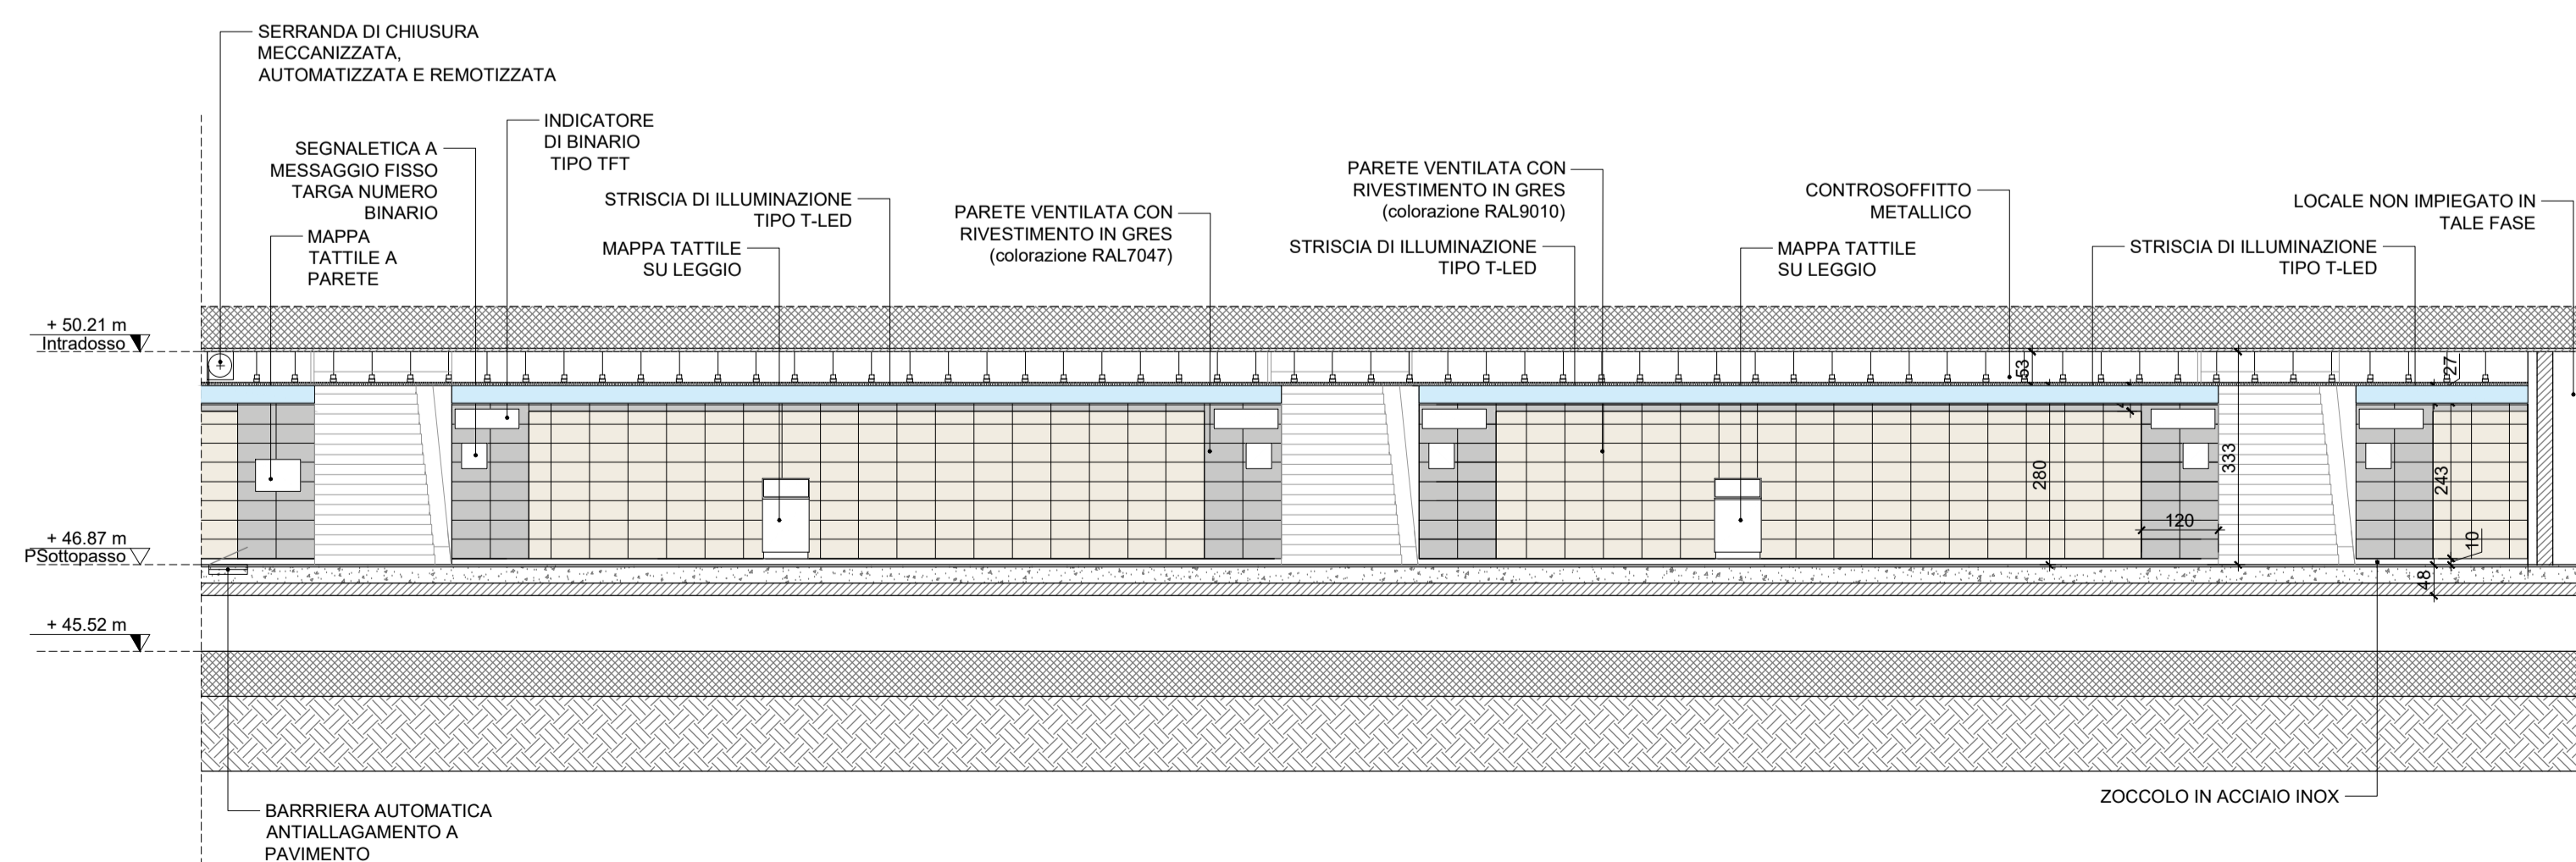 SERRANDA DI CHIUSURA
MECCANIZZATA,
AUTOMATIZZATA E REMOTIZZATA
INDICATORE
DI BINARIO
TIPO TFT
SEGNALETICA A
MESSAGGIO FISSO
TARGA NUMERO
BINARIO
MAPPA
TATTILE A
PARETE
STRISCIA DI ILLUMINAZIONE
TIPO T-LED
MAPPA TATTILE
SU LEGGIO
PARETE VENTILATA CON
RIVESTIMENTO IN GRES
(colorazione RAL7047)
PARETE VENTILATA CON
RIVESTIMENTO IN GRES
(colorazione RAL9010)
STRISCIA DI ILLUMINAZIONE
TIPO T-LED
MAPPA TATTILE
SU LEGGIO
CONTROSOFFITTO
METALLICO
STRISCIA DI ILLUMINAZIONE
TIPO T-LED
LOCALE NON IMPIEGATO IN
TALE FASE
+ 50.21 m
Intradosso
53
27
280
333
243
120
10
48
+ 46.87 m
PSottopasso
+ 45.52 m
ZOCCOLO IN ACCIAIO INOX
BARRRIERA AUTOMATICA
ANTIALLAGAMENTO A
PAVIMENTO